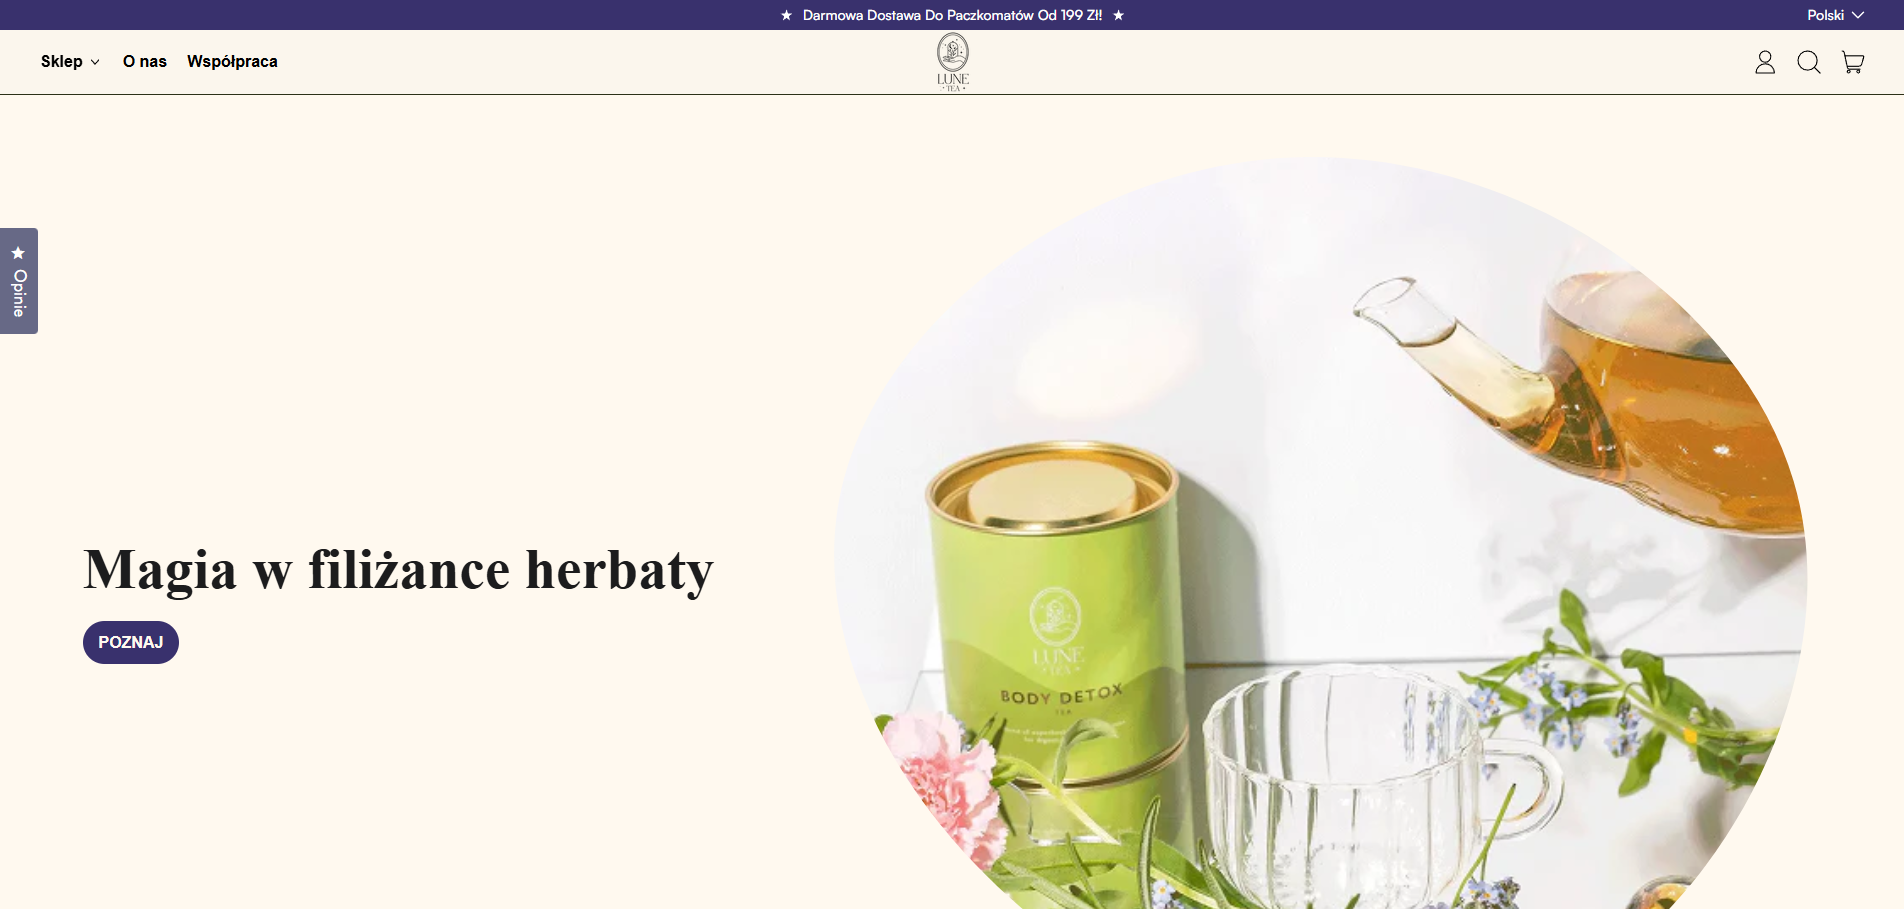 ★ Darmowa Dostawa Do Paczkomatów Od 199 Zł! ★
Polski
Sklep
O nas
Współpraca
LUNE
TEA
★ Opinie
Magia w filiżance herbaty
POZNAJ
LUNE
TEA
BODY DETOX
TEA